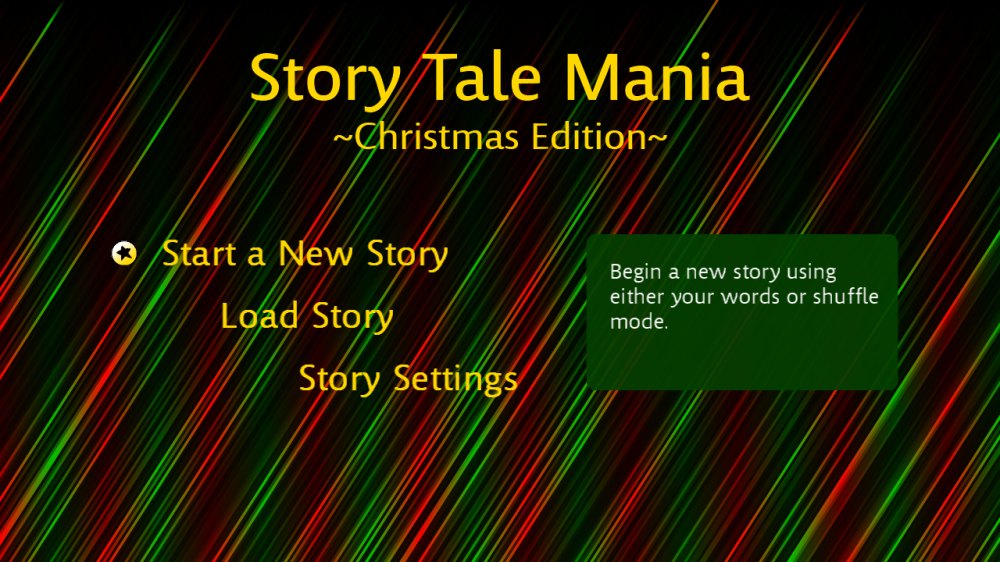 Story Tale Mania
~Christmas Edition~
Start a New Story
Load Story
Story Settings
Begin a new story using
either your words or shuffle
mode.